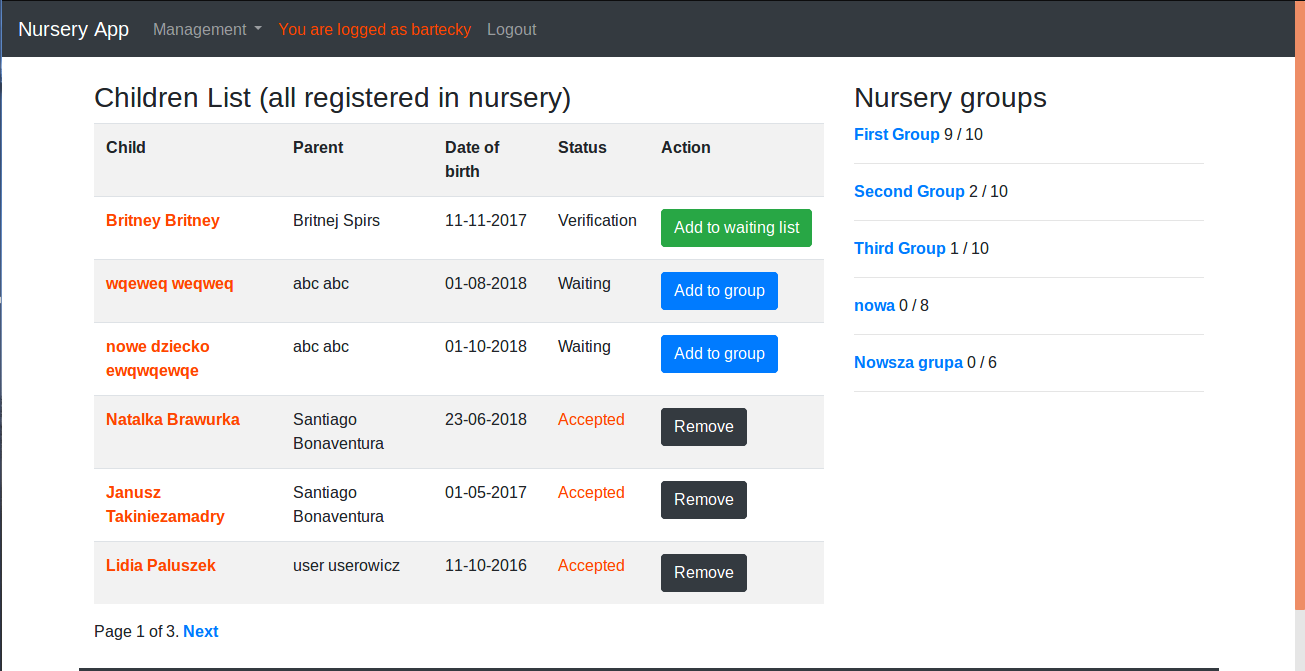 Nursery App Management You are logged as bartecky Logout
Children List (all registered in nursery)
Child Parent Date of birth Status Action
Britney Britney Britnej Spirs 11-11-2017 Verification Add to waiting list
wqeweq weqweq abc abc 01-08-2018 Waiting Add to group
nowe dziecko ewqwqewqe abc abc 01-10-2018 Waiting Add to group
Natalka Brawurka Santiago Bonaventura 23-06-2018 Accepted Remove
Janusz Takiniezamadry Santiago Bonaventura 01-05-2017 Accepted Remove
Lidia Paluszek user userowicz 11-10-2016 Accepted Remove
Page 1 of 3. Next
Nursery groups
First Group 9 / 10
Second Group 2 / 10
Third Group 1 / 10
nowa 0 / 8
Nowsza grupa 0 / 6